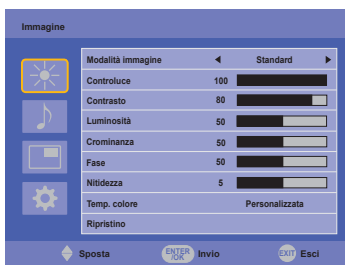 Immagine
Modalità immagine Standard
Controluce 100
Contrasto 80
Luminosità 50
Crominanza 50
Fase 50
Nitidezza 5
Temp. colore Personalizzata
Ripristino
Sposta ENTER /OK Invio EXIT Esci